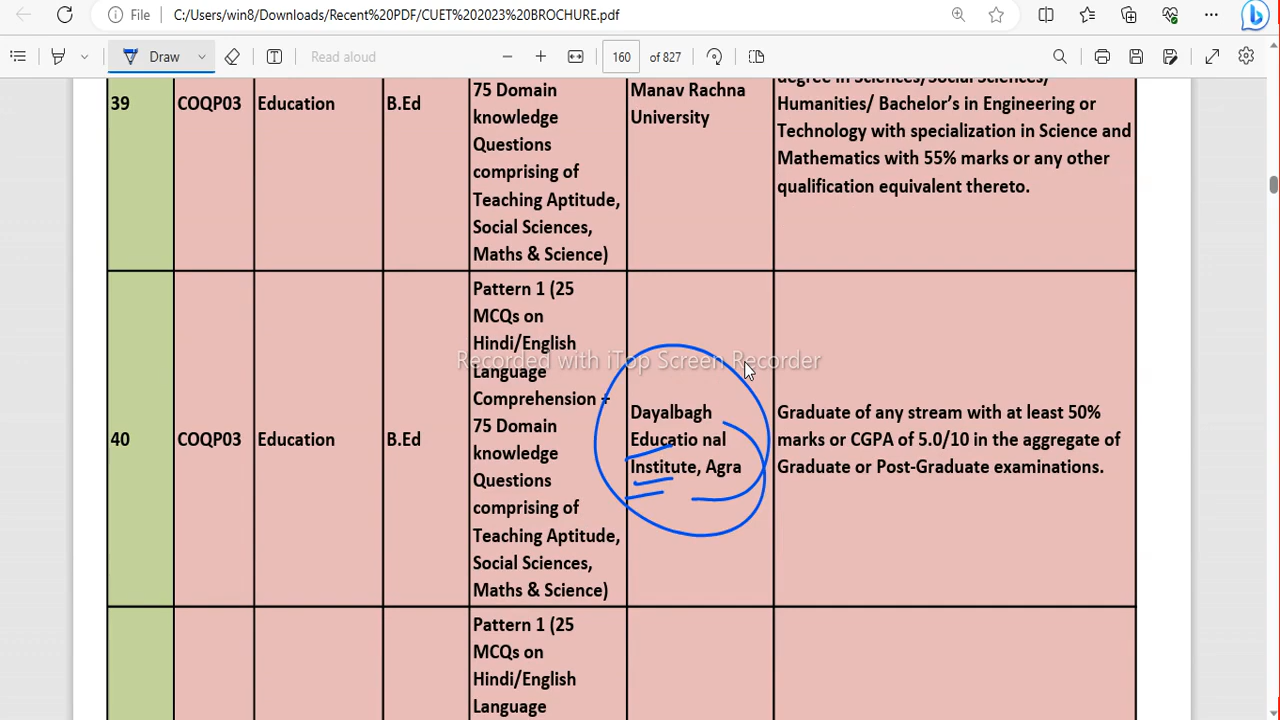 File
C:/Users/win8/Downloads/Recent%20PDF/CUET%202023%20BROCHURE.pdf
Draw
Read aloud
160
of 827
39
COQP03
Education
B.Ed
75 Domain
knowledge
Questions
comprising of
Teaching Aptitude,
Social Sciences,
Maths & Science)
Manav Rachna
University
degree in Sciences/Social Sciences/
Humanities/ Bachelor’s in Engineering or
Technology with specialization in Science and
Mathematics with 55% marks or any other
qualification equivalent thereto.
40
COQP03
Education
B.Ed
Pattern 1 (25
MCQs on
Hindi/English
Language
Comprehension +
75 Domain
knowledge
Questions
comprising of
Teaching Aptitude,
Social Sciences,
Maths & Science)
Dayalbagh
Educatio nal
Institute, Agra
Graduate of any stream with at least 50%
marks or CGPA of 5.0/10 in the aggregate of
Graduate or Post-Graduate examinations.
Recorded with iTop Screen Recorder
Pattern 1 (25
MCQs on
Hindi/English
Language